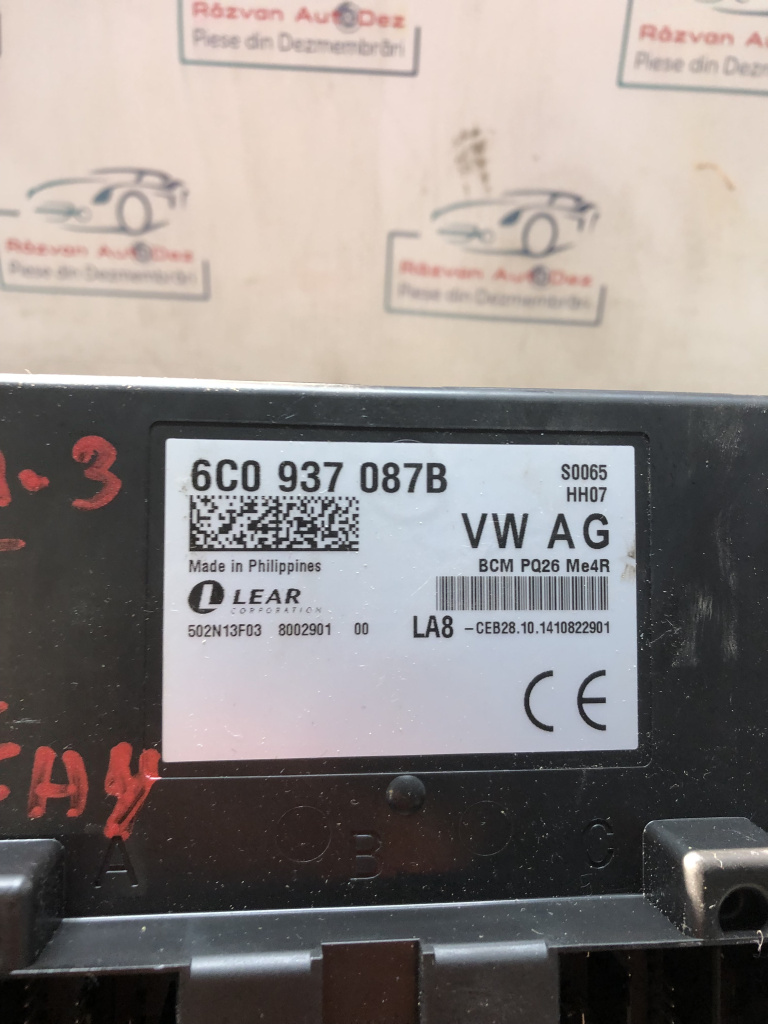 Răzvan AutoDez
Piese din Dezmembrări
Răzvan
Piese din
Răzvan AutoDez
Piese din Dezmembrări
Răzvan AutoDez
Piese din Dezmembrări
6C0 937 087B
S0065
HH07
VW AG
Made in Philippines
BCM PQ26 Me4R
LEAR
CORPORATION
502N13F03 8002901 00
LA8 -CEB28.10.1410822901
CE
A
B
C